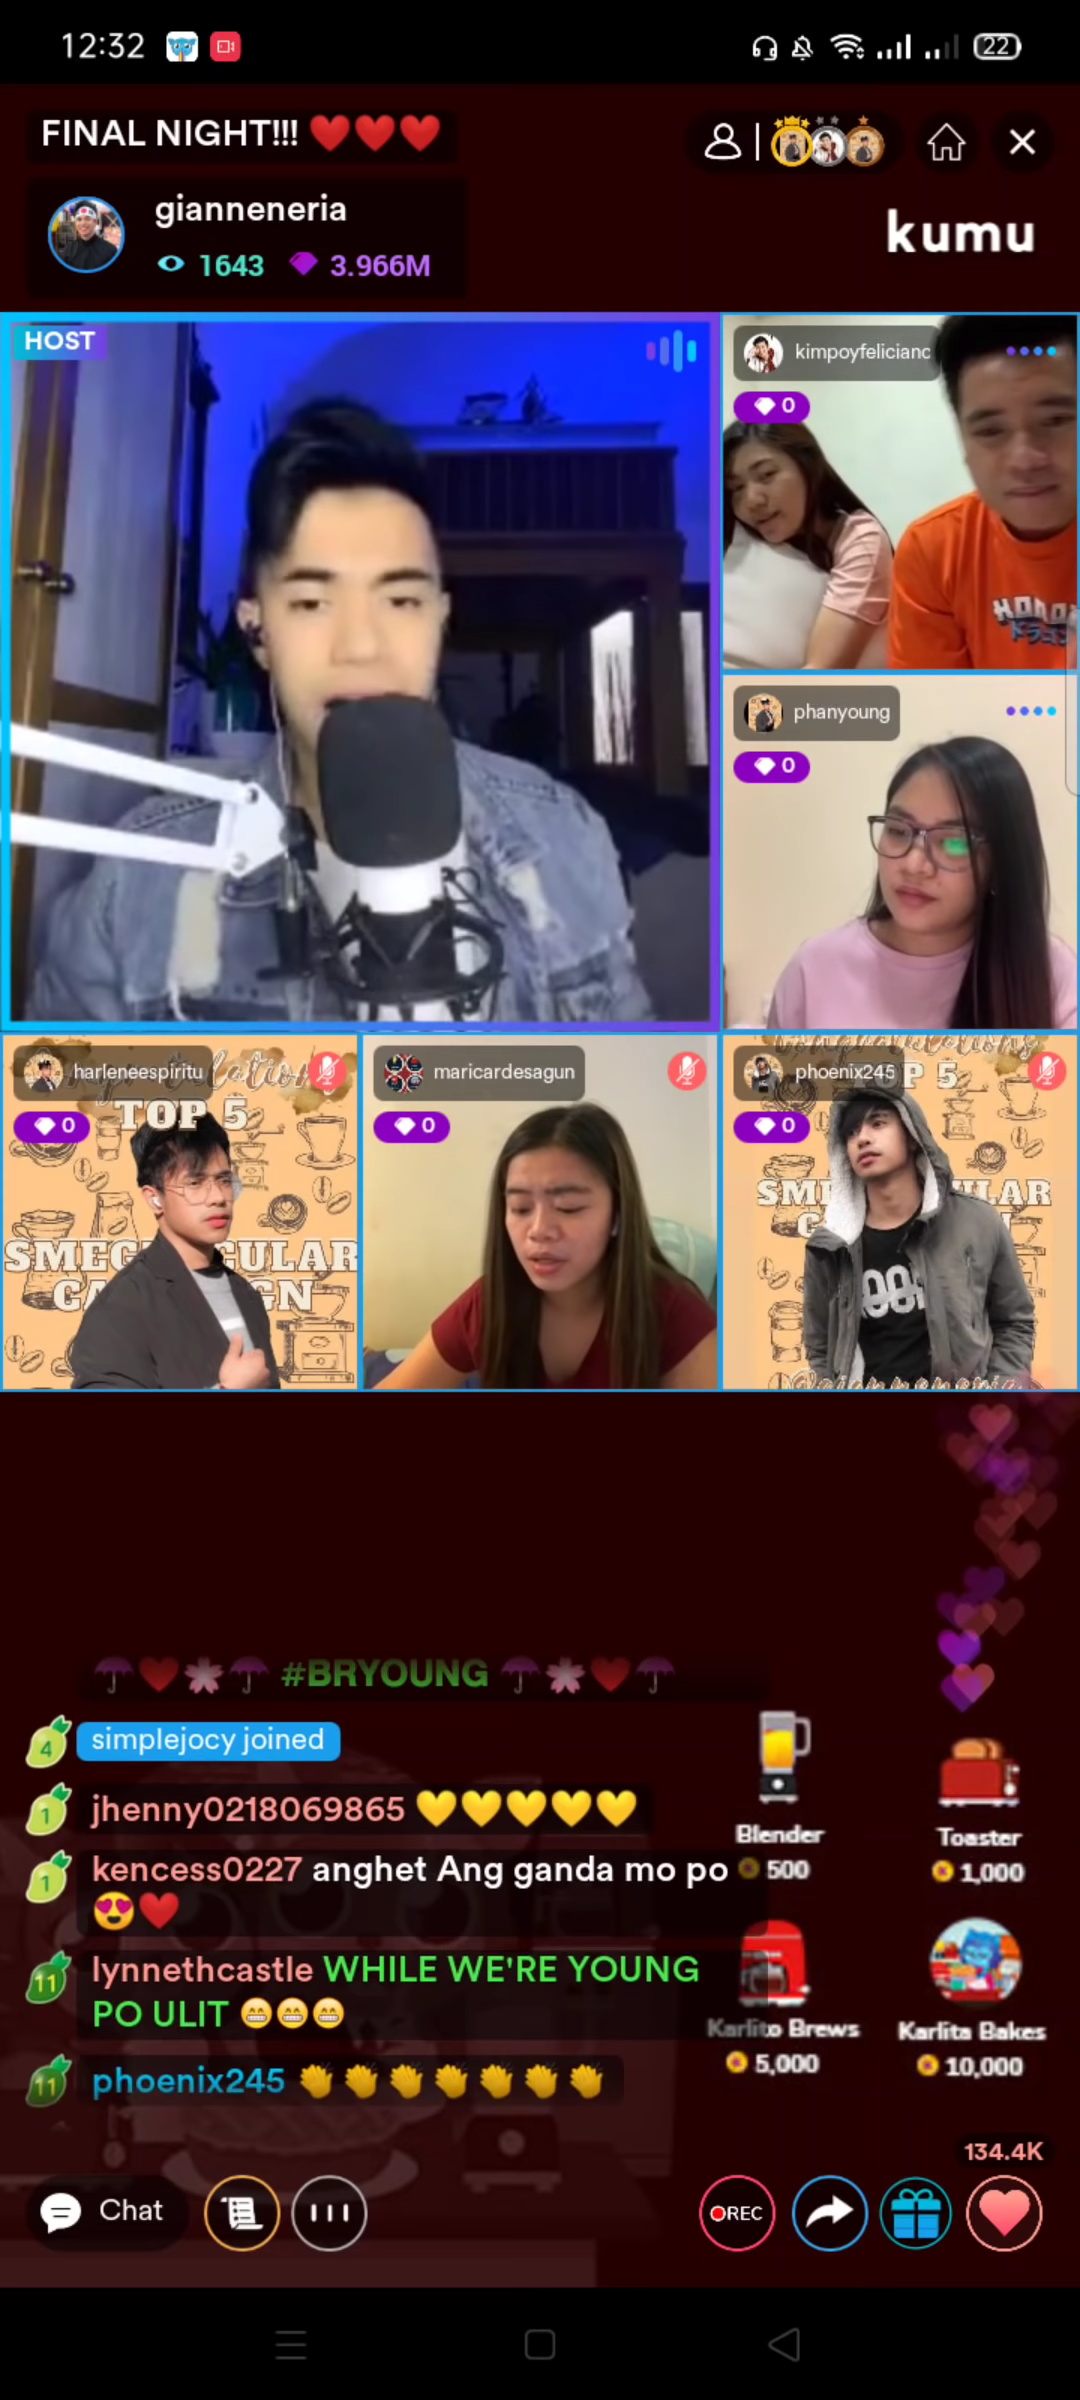 12:32
22
FINAL NIGHT!!! ❤️❤️❤️
gianneneria
1643 3.966M
kumu
HOST
kimpoyfelicianc
0
phanyoung
0
harleneespiritu
0
TOP 5
maricardesagun
0
phoenix245
P 5
0
#BRYOUNG
4 simplejocy joined
1 jhenny0218069865 💛💛💛💛💛
1 kencess0227 anghet Ang ganda mo po
😍❤️
11 lynnethcastle WHILE WE'RE YOUNG
PO ULIT 😁😁😁
11 phoenix245 👏👏👏👏👏👏👏
Blender
500
Toaster
1,000
Karlito Brews
5,000
Karlita Bakes
10,000
134.4K
Chat
REC